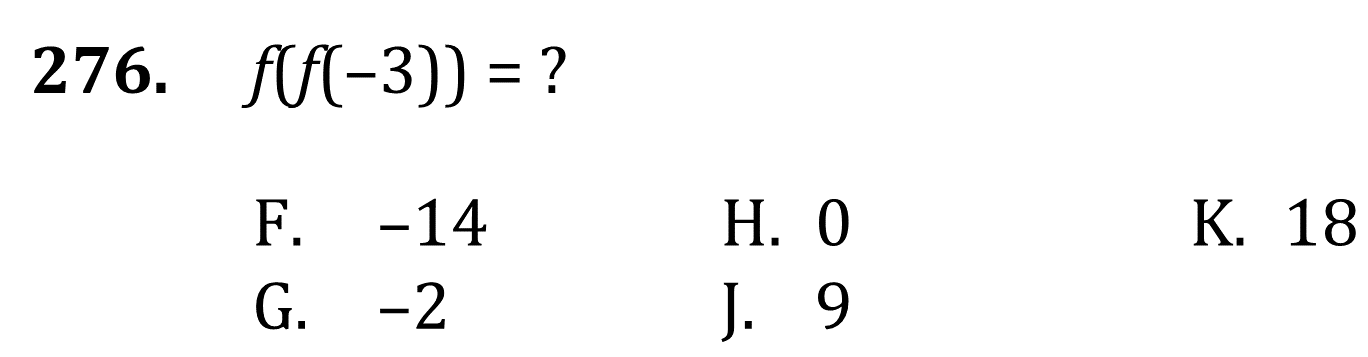 276. f(f(−3)) = ?
F. −14 H. 0 K. 18
G. −2 J. 9